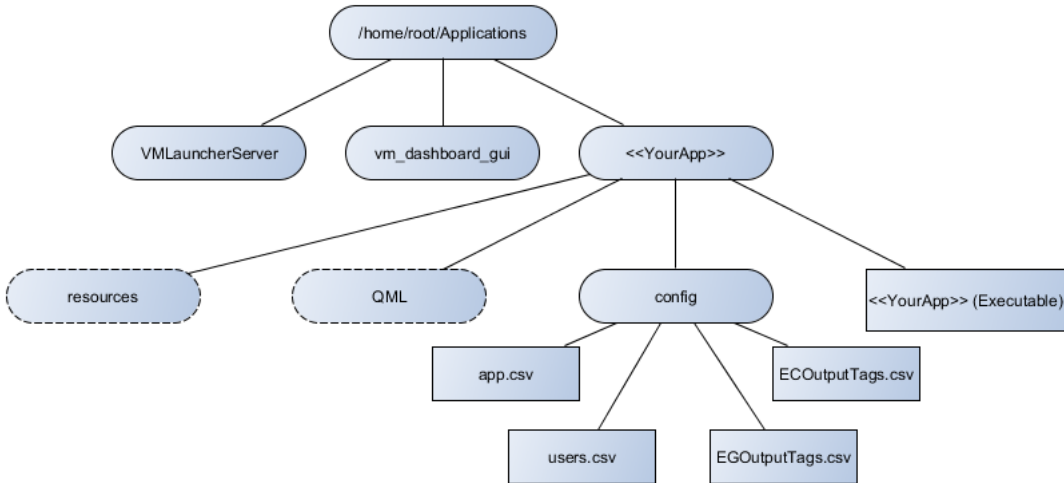 /home/root/Applications
VMLauncherServer
vm_dashboard_gui
<<YourApp>>
resources
QML
config
<<YourApp>> (Executable)
app.csv
ECOutputTags.csv
users.csv
EGOutputTags.csv